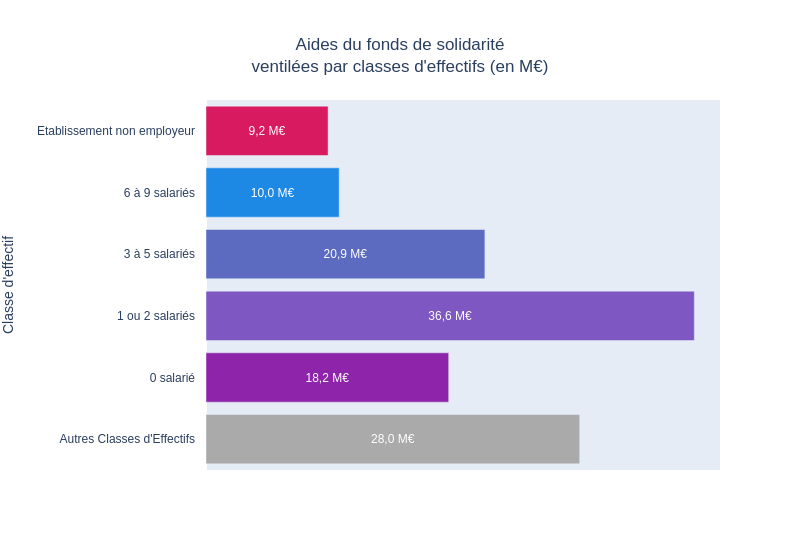 Aides du fonds de solidarité
ventilées par classes d'effectifs (en M€)
Classe d'effectif
Etablissement non employeur
9,2 M€
6 à 9 salariés
10,0 M€
3 à 5 salariés
20,9 M€
1 ou 2 salariés
36,6 M€
0 salarié
18,2 M€
Autres Classes d'Effectifs
28,0 M€